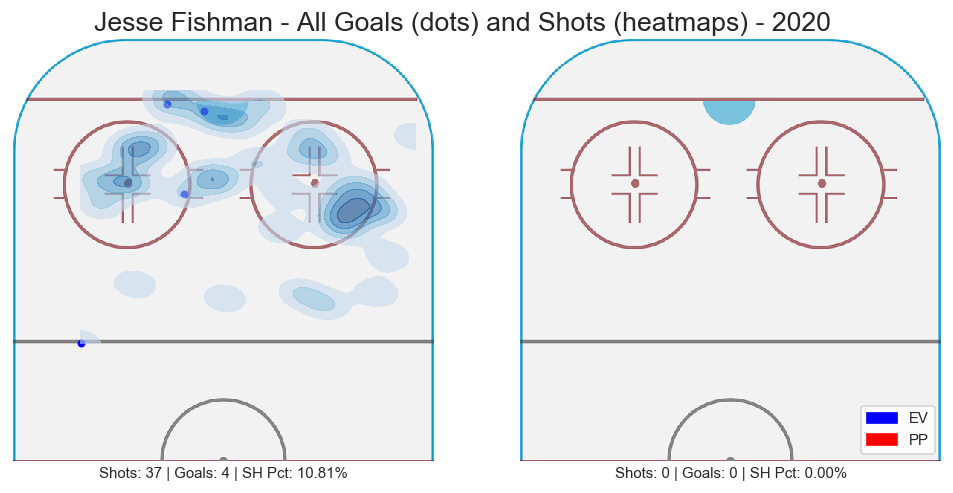 Jesse Fishman - All Goals (dots) and Shots (heatmaps) - 2020
EV
PP
Shots: 37 | Goals: 4 | SH Pct: 10.81%
Shots: 0 | Goals: 0 | SH Pct: 0.00%